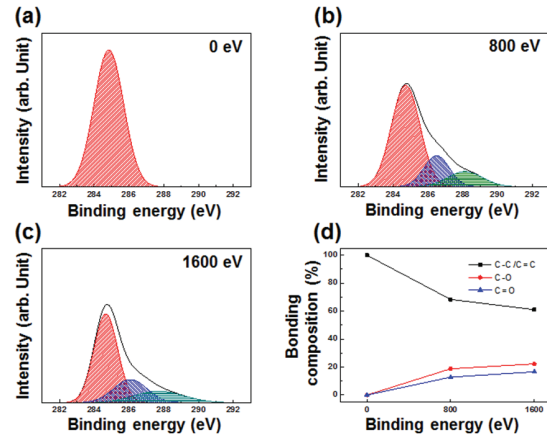 (a)
0 eV
Intensity (arb. Unit)
282 284 286 288 290 292
Binding energy (eV)
(b)
800 eV
Intensity (arb. Unit)
282 284 286 288 290 292
Binding energy (eV)
(c)
1600 eV
Intensity (arb. Unit)
282 284 286 288 290 292
Binding energy (eV)
(d)
Bonding
composition (%)
100
80
60
40
20
0
C -C /C = C
C -O
C = O
0 800 1600
Binding energy (eV)